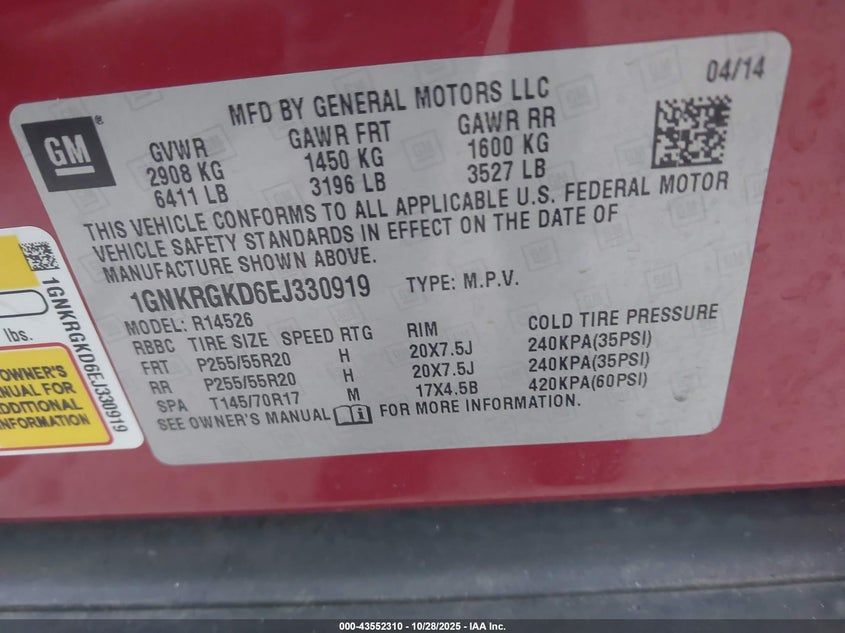 04/14
MFD BY GENERAL MOTORS LLC
GM
®
GVWR GAWR FRT GAWR RR
2908 KG 1450 KG 1600 KG
6411 LB 3196 LB 3527 LB
THIS VEHICLE CONFORMS TO ALL APPLICABLE U.S. FEDERAL MOTOR
VEHICLE SAFETY STANDARDS IN EFFECT ON THE DATE OF
MANUFACTURE SHOWN ABOVE.
1GNKRGKD6EJ330919 TYPE: M.P.V.
MODEL: R14526
RBBC TIRE SIZE SPEED RTG RIM COLD TIRE PRESSURE
FRT P255/55R20 H 20X7.5J 240KPA(35PSI)
RR P255/55R20 H 20X7.5J 240KPA(35PSI)
SPA T145/70R17 M 17X4.5B 420KPA(60PSI)
SEE OWNER'S MANUAL FOR MORE INFORMATION.
1GNKRGKD6EJ330919
lbs.
OWNER'S
MANUAL FOR
ADDITIONAL
INFORMATION
000-43552310 - 10/28/2025 - IAA Inc.